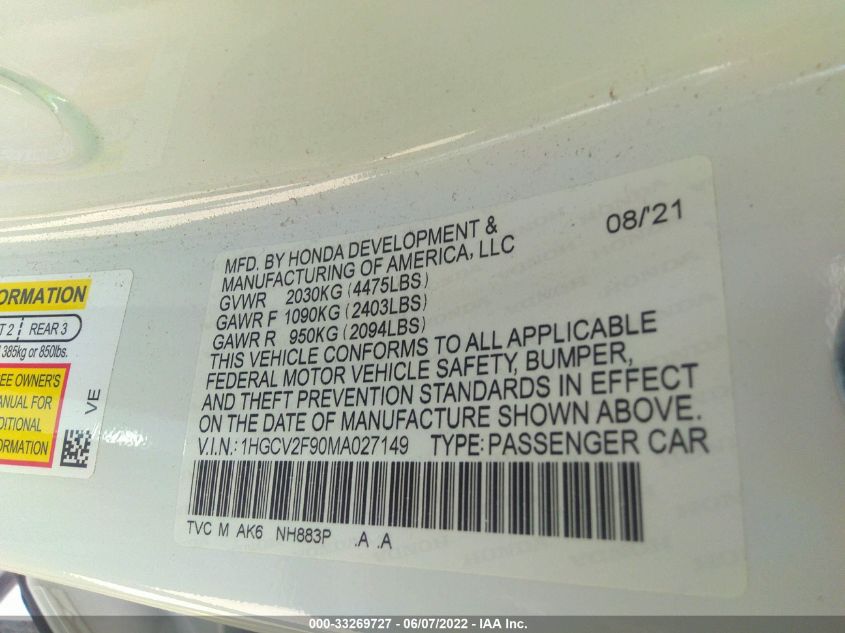 ORMATION
T 2 REAR 3
385kg or 850lbs.
EE OWNER'S
ANUAL FOR
DITIONAL
ORMATION
VE
08/'21
MFD. BY HONDA DEVELOPMENT &
MANUFACTURING OF AMERICA, LLC
GVWR 2030KG (4475LBS)
GAWR F 1090KG (2403LBS)
GAWR R 950KG (2094LBS)
THIS VEHICLE CONFORMS TO ALL APPLICABLE
FEDERAL MOTOR VEHICLE SAFETY, BUMPER,
AND THEFT PREVENTION STANDARDS IN EFFECT
ON THE DATE OF MANUFACTURE SHOWN ABOVE.
V.I.N.: 1HGCV2F90MA027149 TYPE: PASSENGER CAR
TVC M AK6 NH883P .A .A
000-33269727 - 06/07/2022 - IAA Inc.